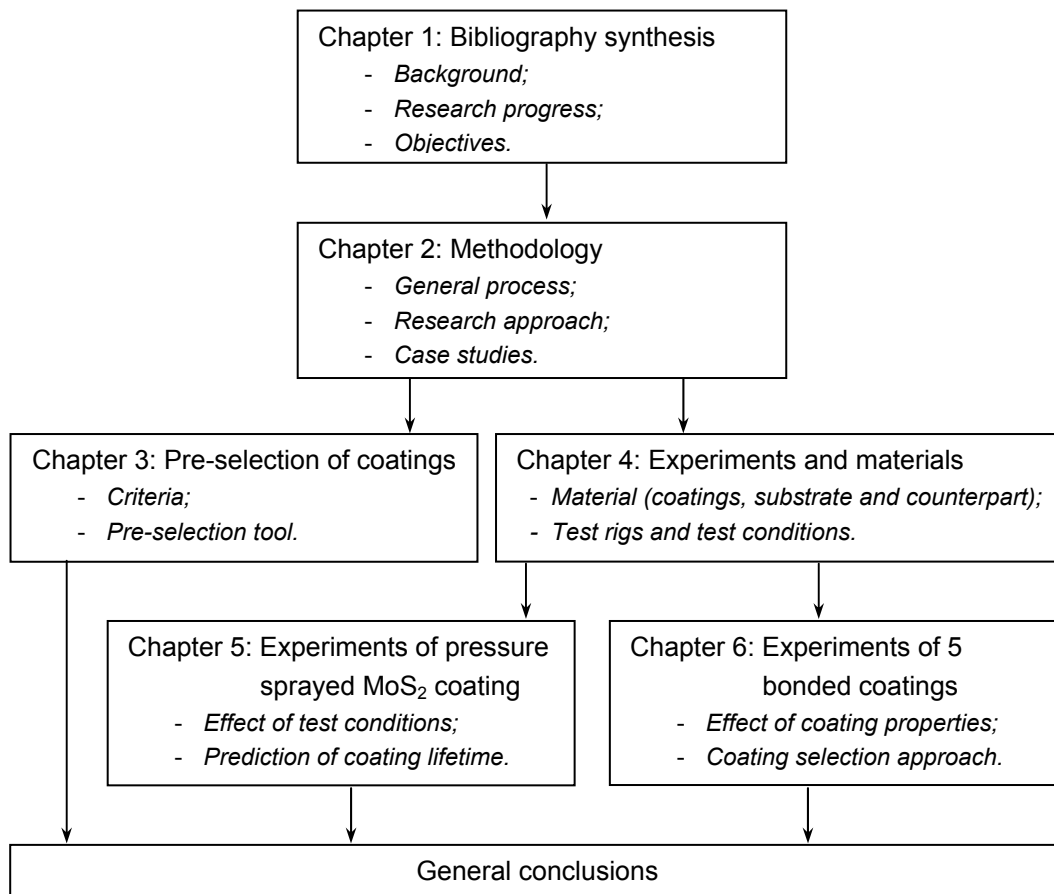 Chapter 1: Bibliography synthesis
- Background;
- Research progress;
- Objectives.
Chapter 2: Methodology
- General process;
- Research approach;
- Case studies.
Chapter 3: Pre-selection of coatings
- Criteria;
- Pre-selection tool.
Chapter 4: Experiments and materials
- Material (coatings, substrate and counterpart);
- Test rigs and test conditions.
Chapter 5: Experiments of pressure
sprayed MoS₂ coating
- Effect of test conditions;
- Prediction of coating lifetime.
Chapter 6: Experiments of 5
bonded coatings
- Effect of coating properties;
- Coating selection approach.
General conclusions